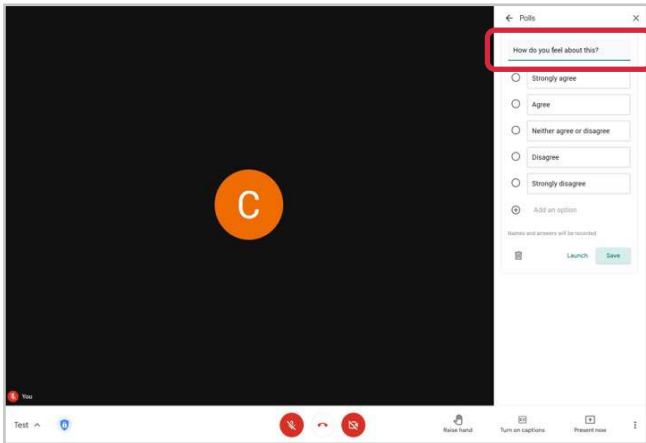 Polls
How do you feel about this?
Strongly agree
Agree
Neither agree or disagree
Disagree
Strongly disagree
Add an option
Names and answers will be recorded
Launch Save
C
You
Test
Raise hand Turn on captions Present now